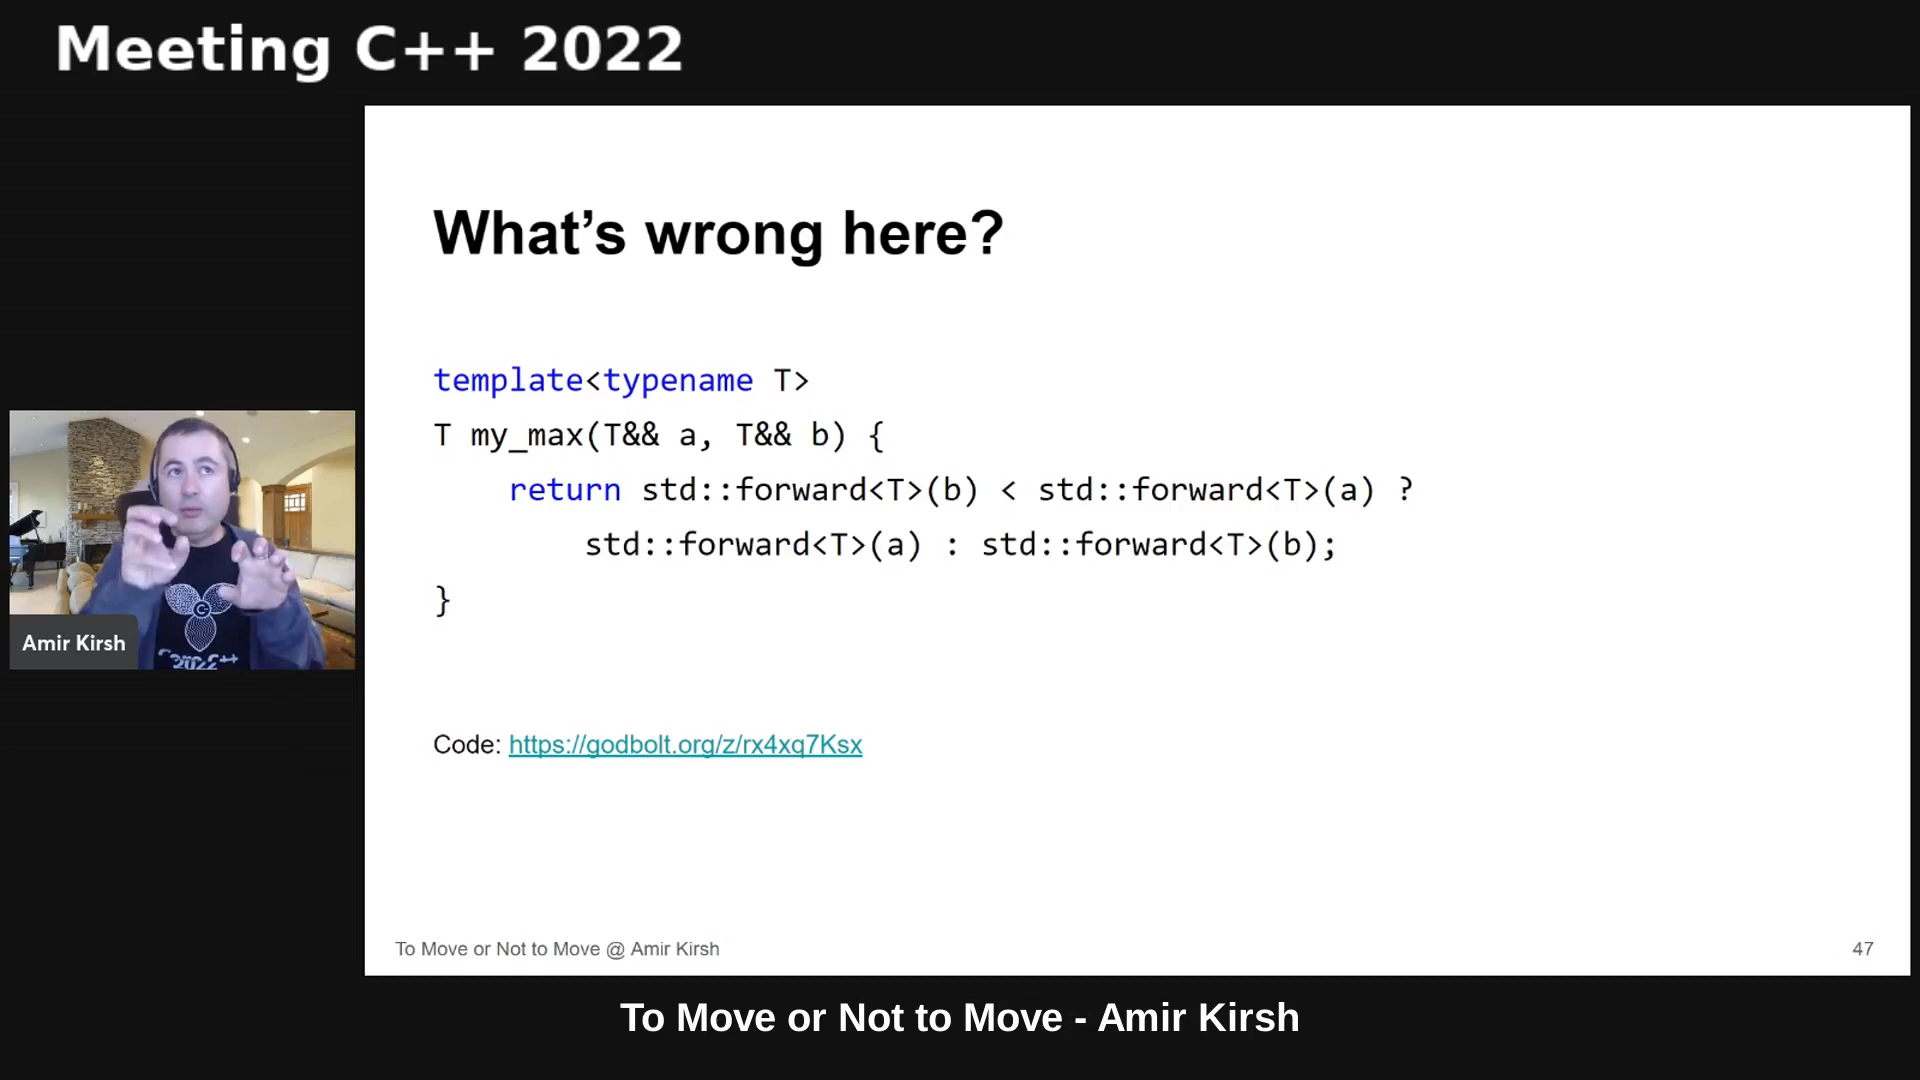 Meeting C++ 2022
What's wrong here?
template<typename T>
T my_max(T&& a, T&& b) {
return std::forward<T>(b) < std::forward<T>(a) ?
std::forward<T>(a) : std::forward<T>(b);
}
Amir Kirsh
Code: https://godbolt.org/z/rx4xq7Ksx
To Move or Not to Move @ Amir Kirsh
47
To Move or Not to Move - Amir Kirsh